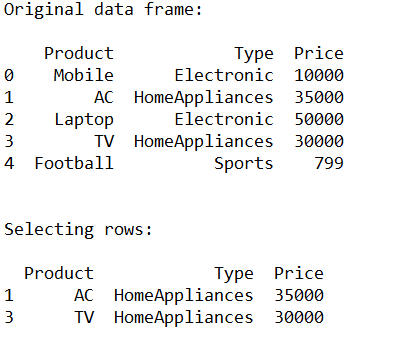 Original data frame:
Product Type Price
0 Mobile Electronic 10000
1 AC HomeAppliances 35000
2 Laptop Electronic 50000
3 TV HomeAppliances 30000
4 Football Sports 799
Selecting rows:
Product Type Price
1 AC HomeAppliances 35000
3 TV HomeAppliances 30000